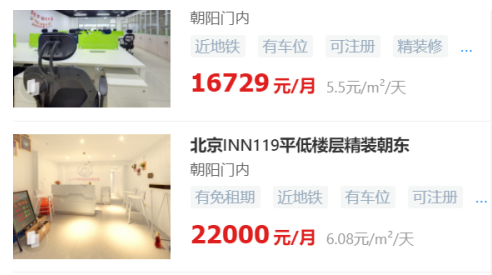 朝阳门内
近地铁 有车位 可注册 精装修 ...
16729元/月 5.5元/m²/天
北京INN119平低楼层精装朝东
朝阳门内
有免租期 近地铁 有车位 可注册 ...
22000元/月 6.08元/m²/天